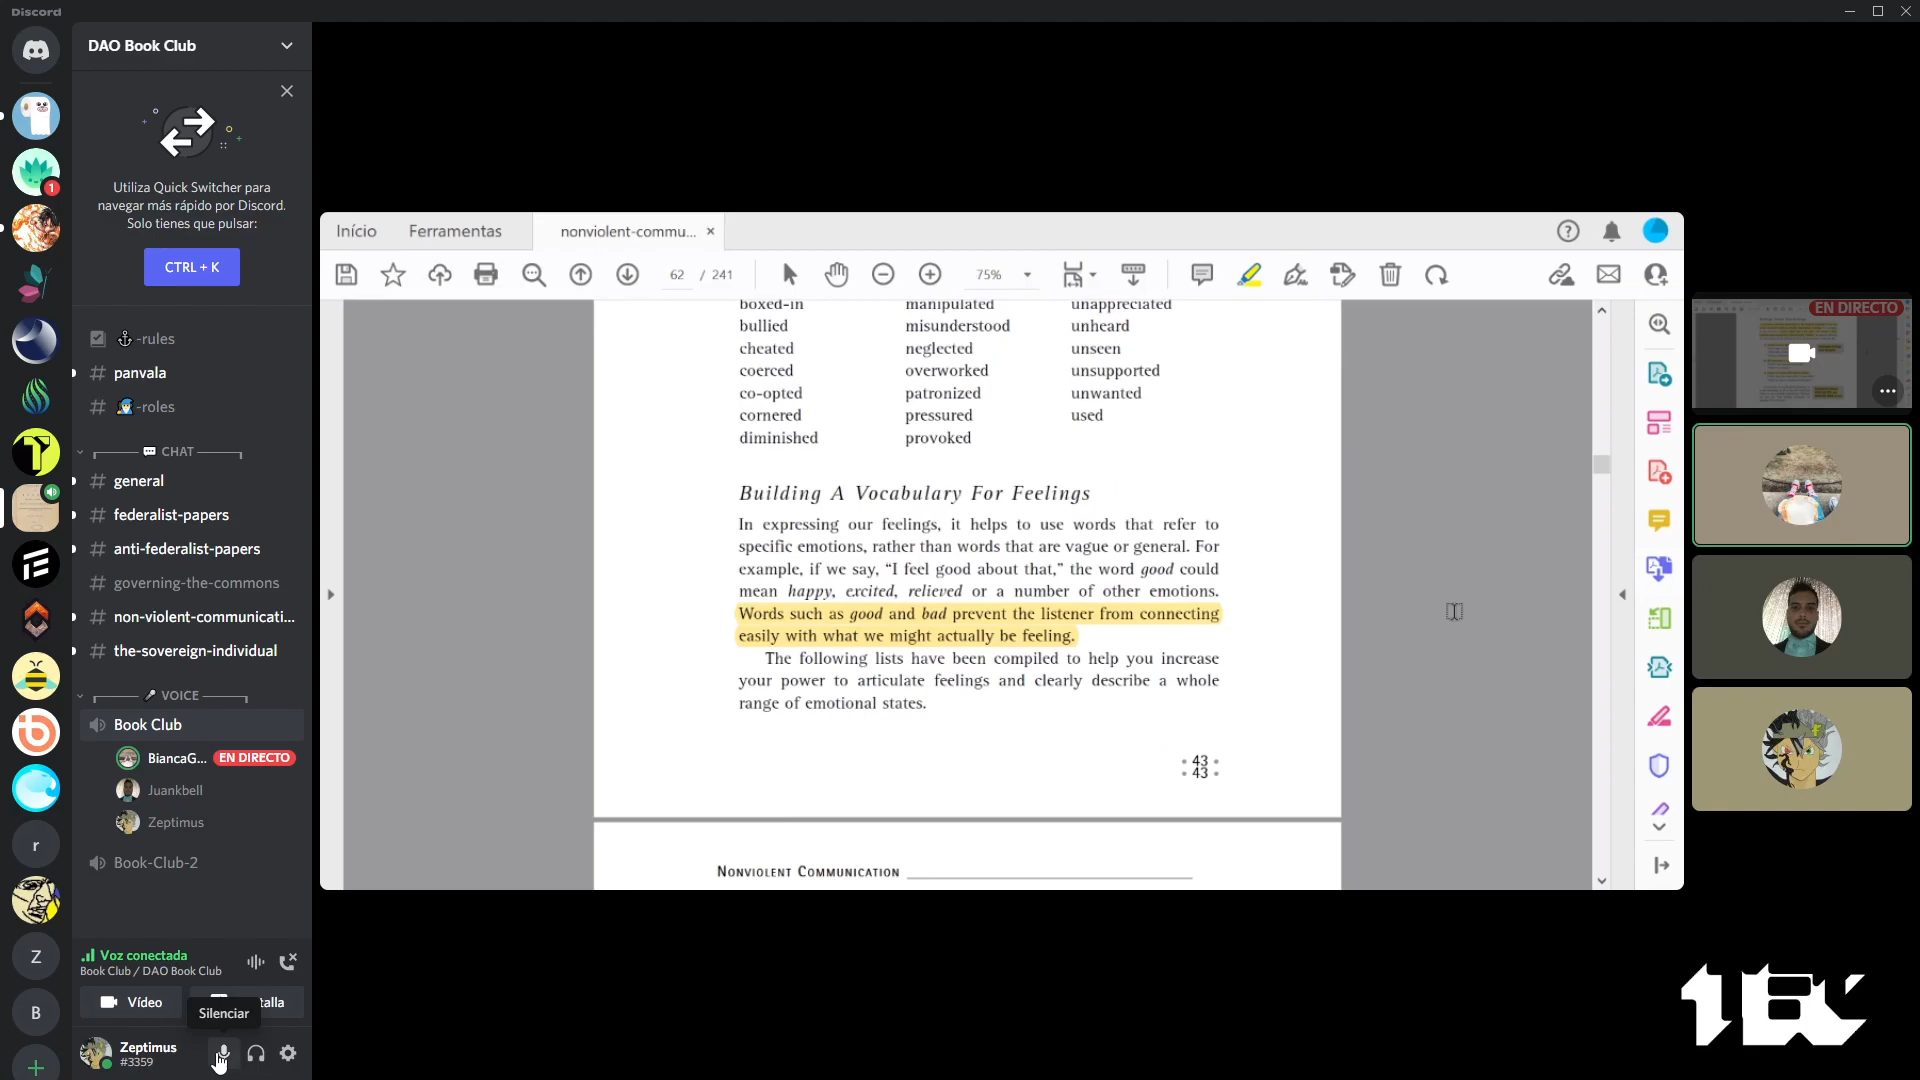 Discord
DAO Book Club
Utiliza Quick Switcher para
navegar más rápido por Discord.
Solo tienes que pulsar:
CTRL + K
-rules
# panvala
# -roles
CHAT
# general
# federalist-papers
# anti-federalist-papers
# governing-the-commons
# non-violent-communicati...
# the-sovereign-individual
VOICE
Book Club
BiancaG... EN DIRECTO
Juankbell
Zeptimus
Book-Club-2
1
r
Z
B
Voz conectada
Book Club / DAO Book Club
Vídeo
talla
Silenciar
Zeptimus
#3359
Início Ferramentas nonviolent-commu... ×
62 / 241 75%
boxed-in manipulated unappreciated
bullied misunderstood unheard
cheated neglected unseen
coerced overworked unsupported
co-opted patronized unwanted
cornered pressured used
diminished provoked
Building A Vocabulary For Feelings
In expressing our feelings, it helps to use words that refer to
specific emotions, rather than words that are vague or general. For
example, if we say, “I feel good about that,” the word good could
mean happy, excited, relieved or a number of other emotions.
Words such as good and bad prevent the listener from connecting
easily with what we might actually be feeling.
The following lists have been compiled to help you increase
your power to articulate feelings and clearly describe a whole
range of emotional states.
: 43 :
NONVIOLENT COMMUNICATION
EN DIRECTO